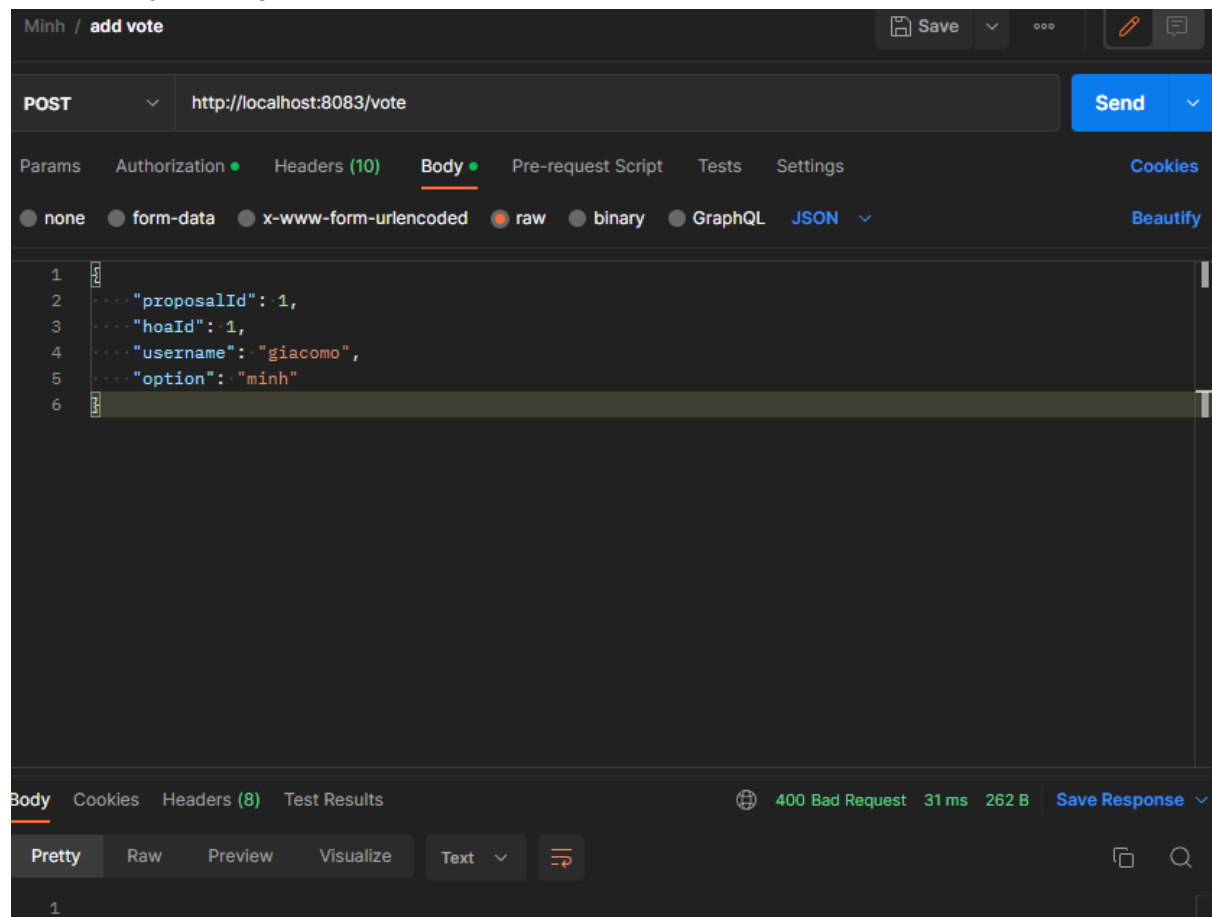 Minh / add vote Save ooo
POST http://localhost:8083/vote Send
Params Authorization Headers (10) Body Pre-request Script Tests Settings Cookies
none form-data x-www-form-urlencoded raw binary GraphQL JSON Beautify
1 {
2 ····"proposalId":·1,
3 ····"hoaId":·1,
4 ····"username":·"giacomo",
5 ····"option":·"minh"
6 }
Body Cookies Headers (8) Test Results 400 Bad Request 31 ms 262 B Save Response
Pretty Raw Preview Visualize Text
1